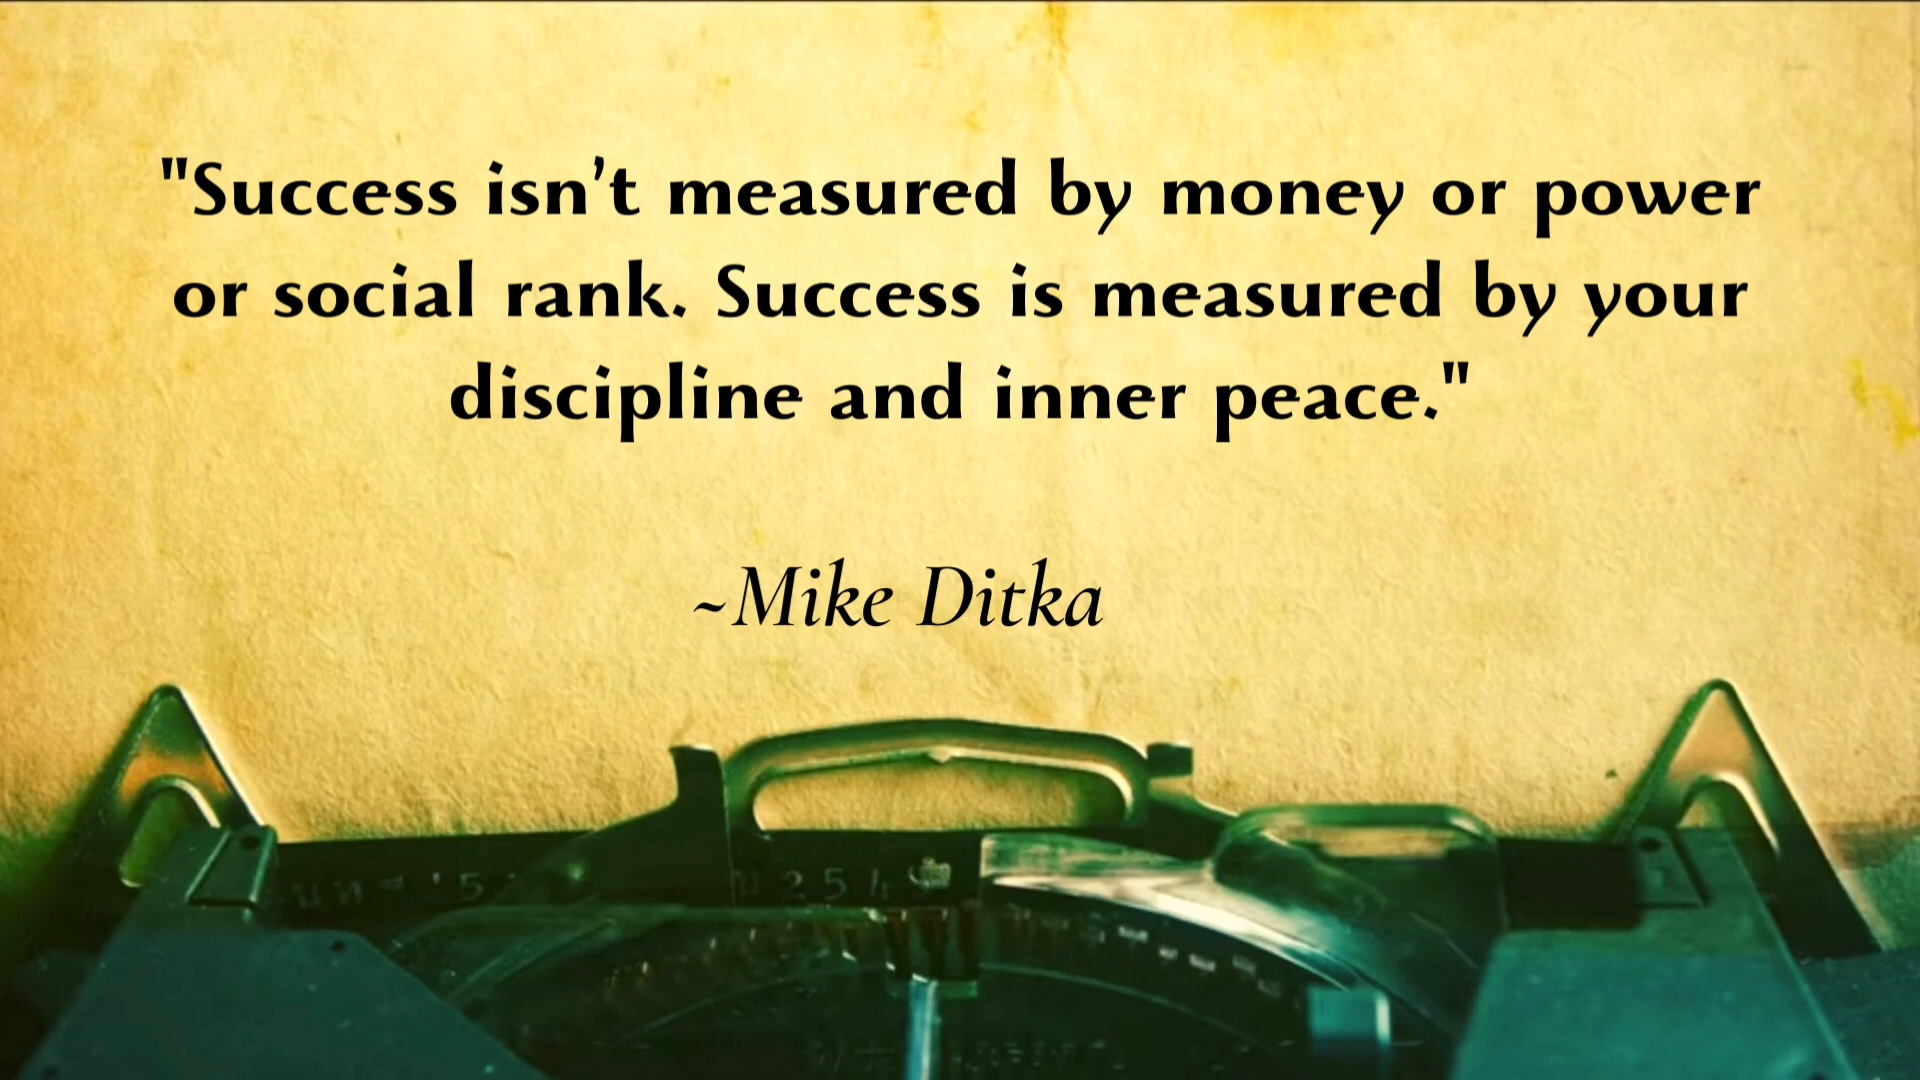 "Success isn't measured by money or power
or social rank. Success is measured by your
discipline and inner peace."
~Mike Ditka
254